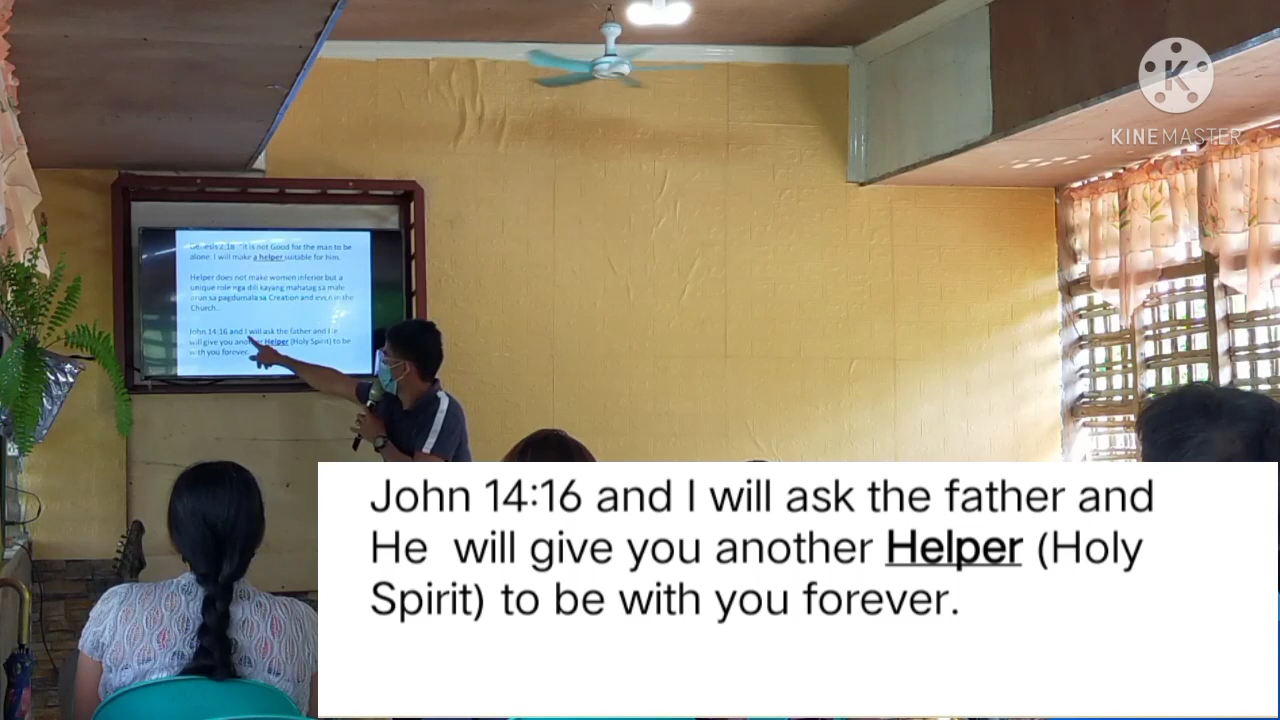 KINEMASTER
Genesis 2:18 "it is not Good for the man to be
alone. I will make a helper suitable for him.
Helper does not make women inferior but a
unique role nga dili kayang mahatag sa male
arun sa pagdumala sa Creation and even in the
Church..
John 14:16 and I will ask the father and He
will give you another Helper (Holy Spirit) to be
with you forever.
John 14:16 and I will ask the father and
He will give you another Helper (Holy
Spirit) to be with you forever.